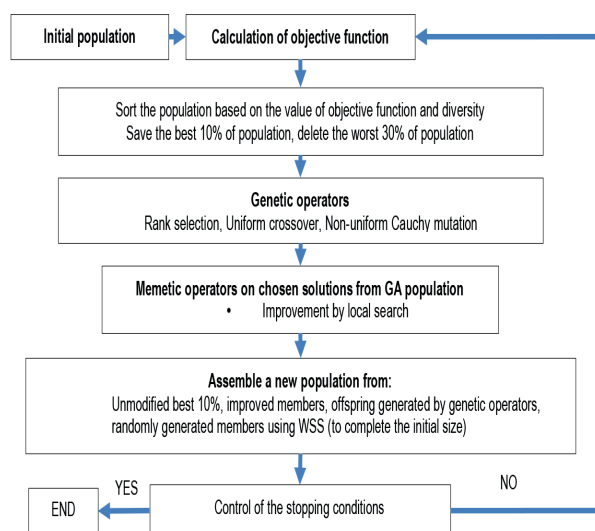 Initial population
Calculation of objective function
Sort the population based on the value of objective function and diversity
Save the best 10% of population, delete the worst 30% of population
Genetic operators
Rank selection, Uniform crossover, Non-uniform Cauchy mutation
Memetic operators on chosen solutions from GA population
• Improvement by local search
Assemble a new population from:
Unmodified best 10%, improved members, offspring generated by genetic operators,
randomly generated members using WSS (to complete the initial size)
YES
NO
END
Control of the stopping conditions